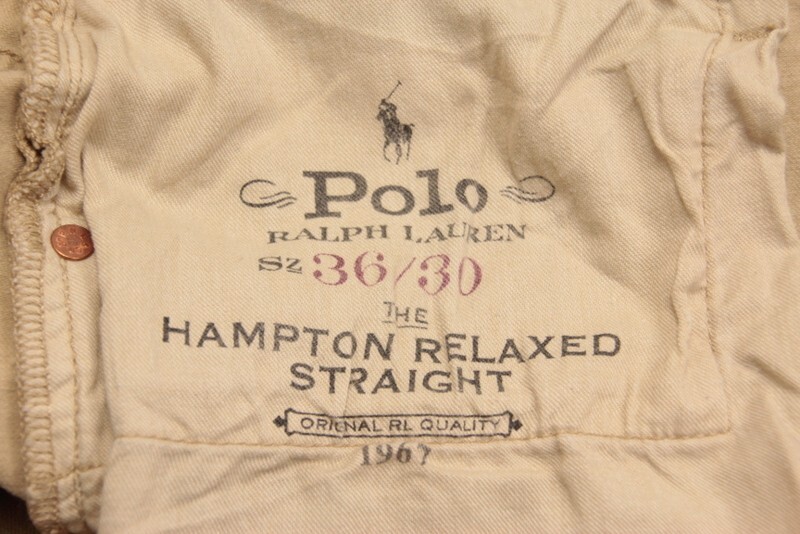 Polo
RALPH LAUREN
Sz 36/30
THE
HAMPTON RELAXED
STRAIGHT
ORIGINAL RL QUALITY
1967